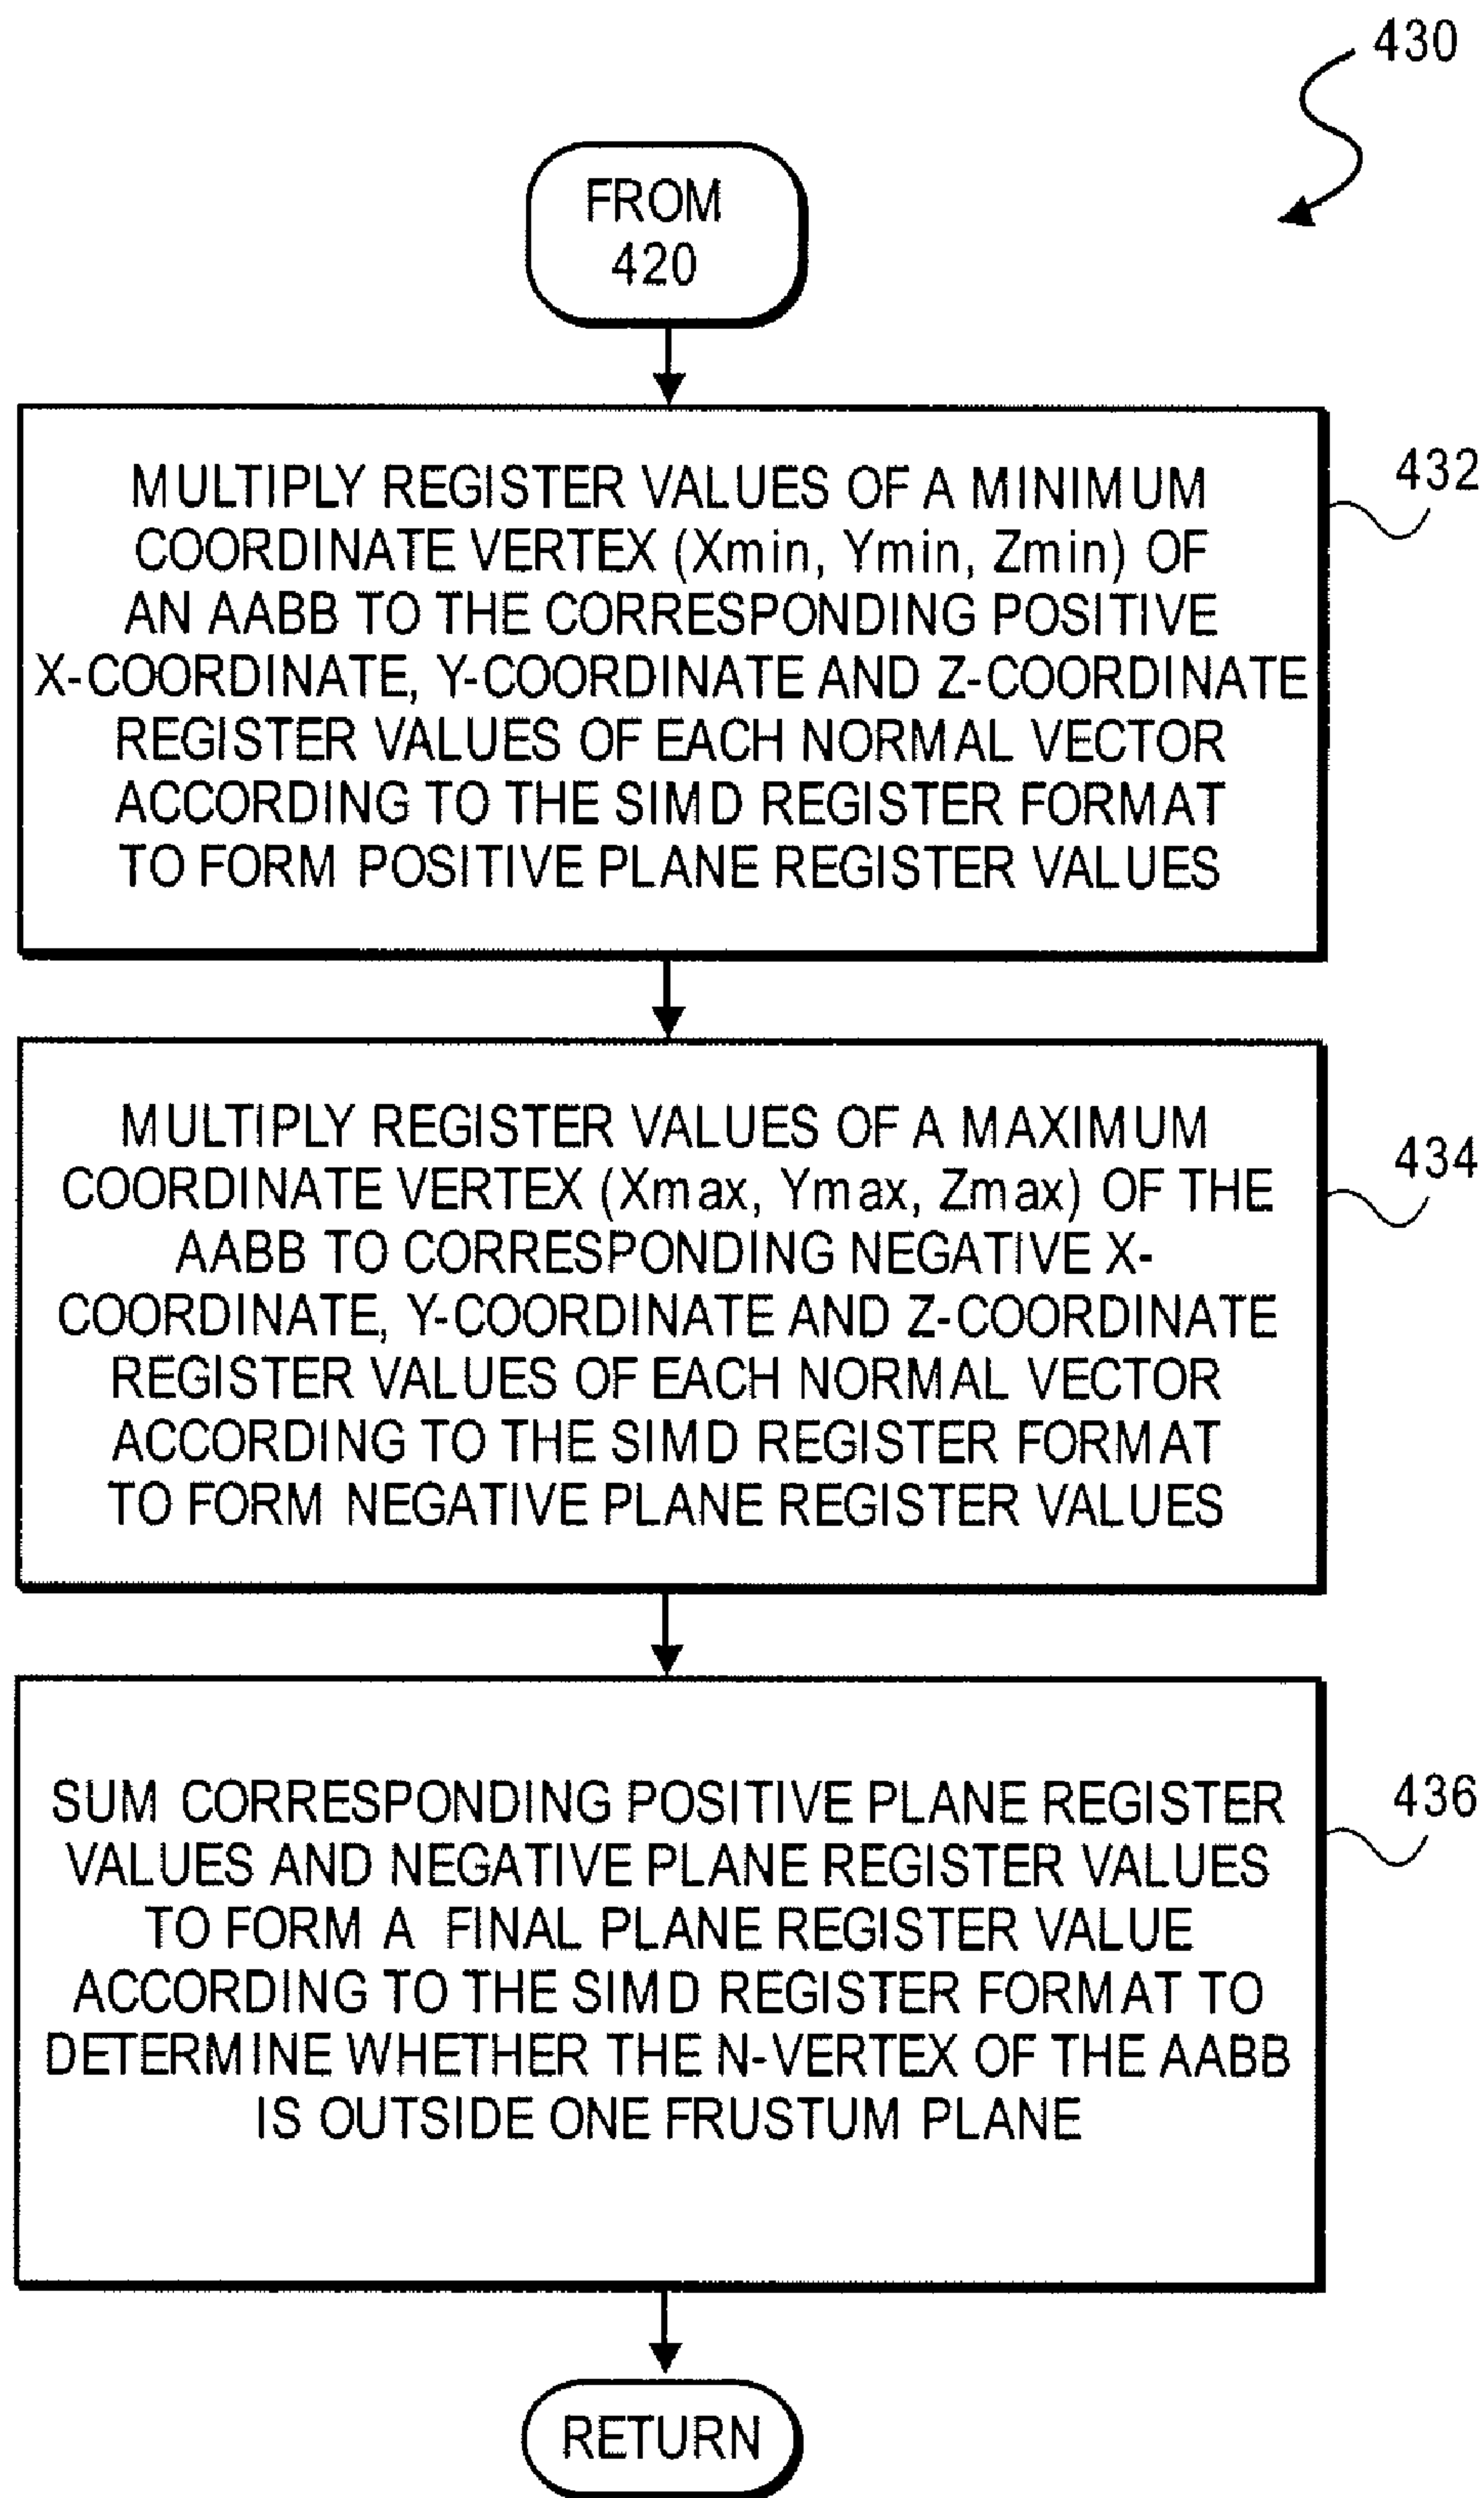 430
FROM
420
MULTIPLY REGISTER VALUES OF A MINIMUM
COORDINATE VERTEX (Xmin, Ymin, Zmin) OF
AN AABB TO THE CORRESPONDING POSITIVE
X-COORDINATE, Y-COORDINATE AND Z-COORDINATE
REGISTER VALUES OF EACH NORMAL VECTOR
ACCORDING TO THE SIMD REGISTER FORMAT
TO FORM POSITIVE PLANE REGISTER VALUES
432
MULTIPLY REGISTER VALUES OF A MAXIMUM
COORDINATE VERTEX (Xmax, Ymax, Zmax) OF THE
AABB TO CORRESPONDING NEGATIVE X-
COORDINATE, Y-COORDINATE AND Z-COORDINATE
REGISTER VALUES OF EACH NORMAL VECTOR
ACCORDING TO THE SIMD REGISTER FORMAT
TO FORM NEGATIVE PLANE REGISTER VALUES
434
SUM CORRESPONDING POSITIVE PLANE REGISTER
VALUES AND NEGATIVE PLANE REGISTER VALUES
TO FORM A FINAL PLANE REGISTER VALUE
ACCORDING TO THE SIMD REGISTER FORMAT TO
DETERMINE WHETHER THE N-VERTEX OF THE AABB
IS OUTSIDE ONE FRUSTUM PLANE
436
RETURN